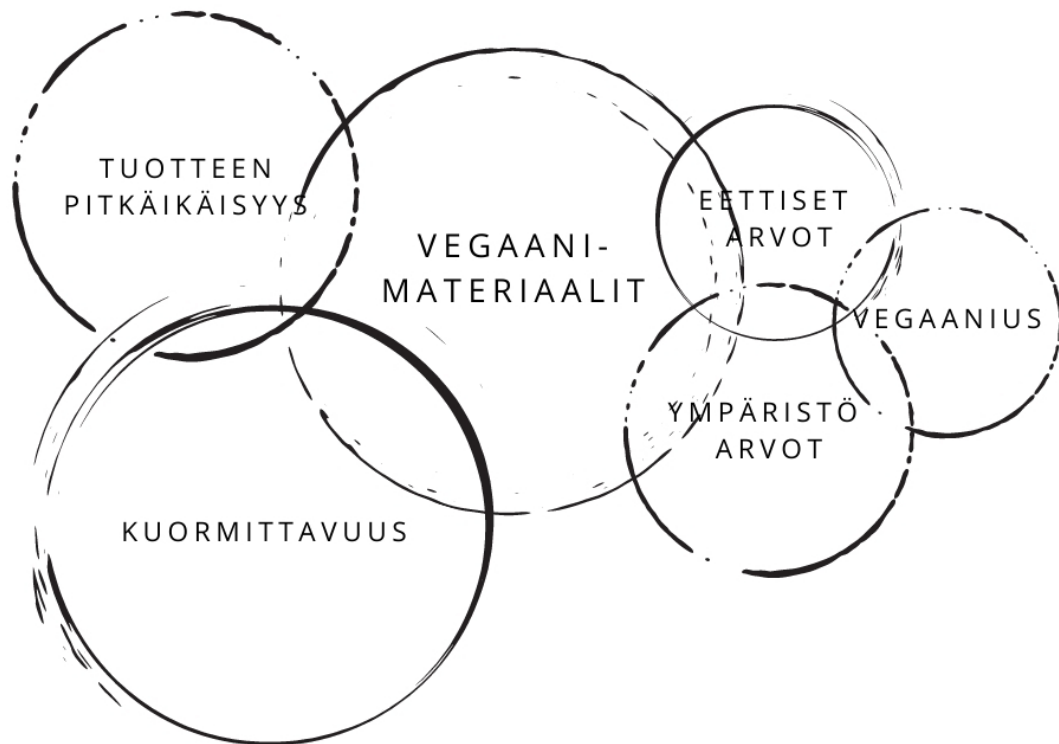 TUOTTEEN
PITKÄIKÄISYYS
VEGAANI-
MATERIAALIT
EETTISET
ARVOT
VEGAANIUS
YMPÄRISTÖ
ARVOT
KUORMITTAVUUS